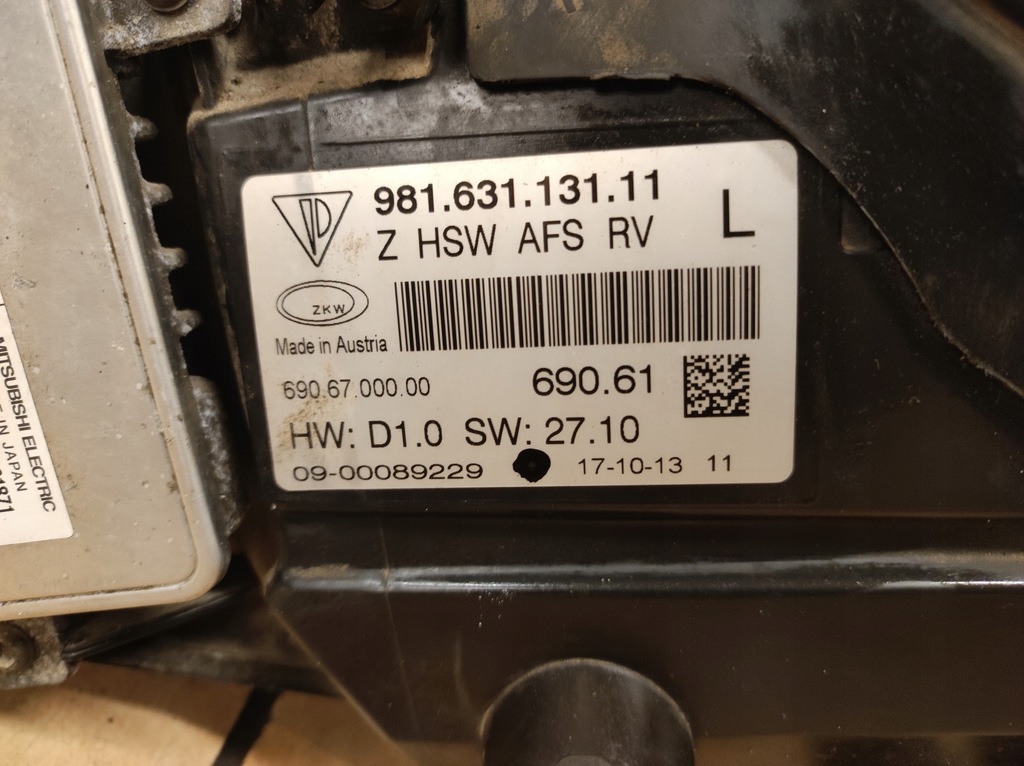 981.631.131.11
Z HSW AFS RV
L
ZKW
Made in Austria
690.67.000.00
690.61
HW: D1.0 SW: 27.10
09-00089229
17-10-13 11
MITSUBISHI ELECTRIC
IN JAPAN